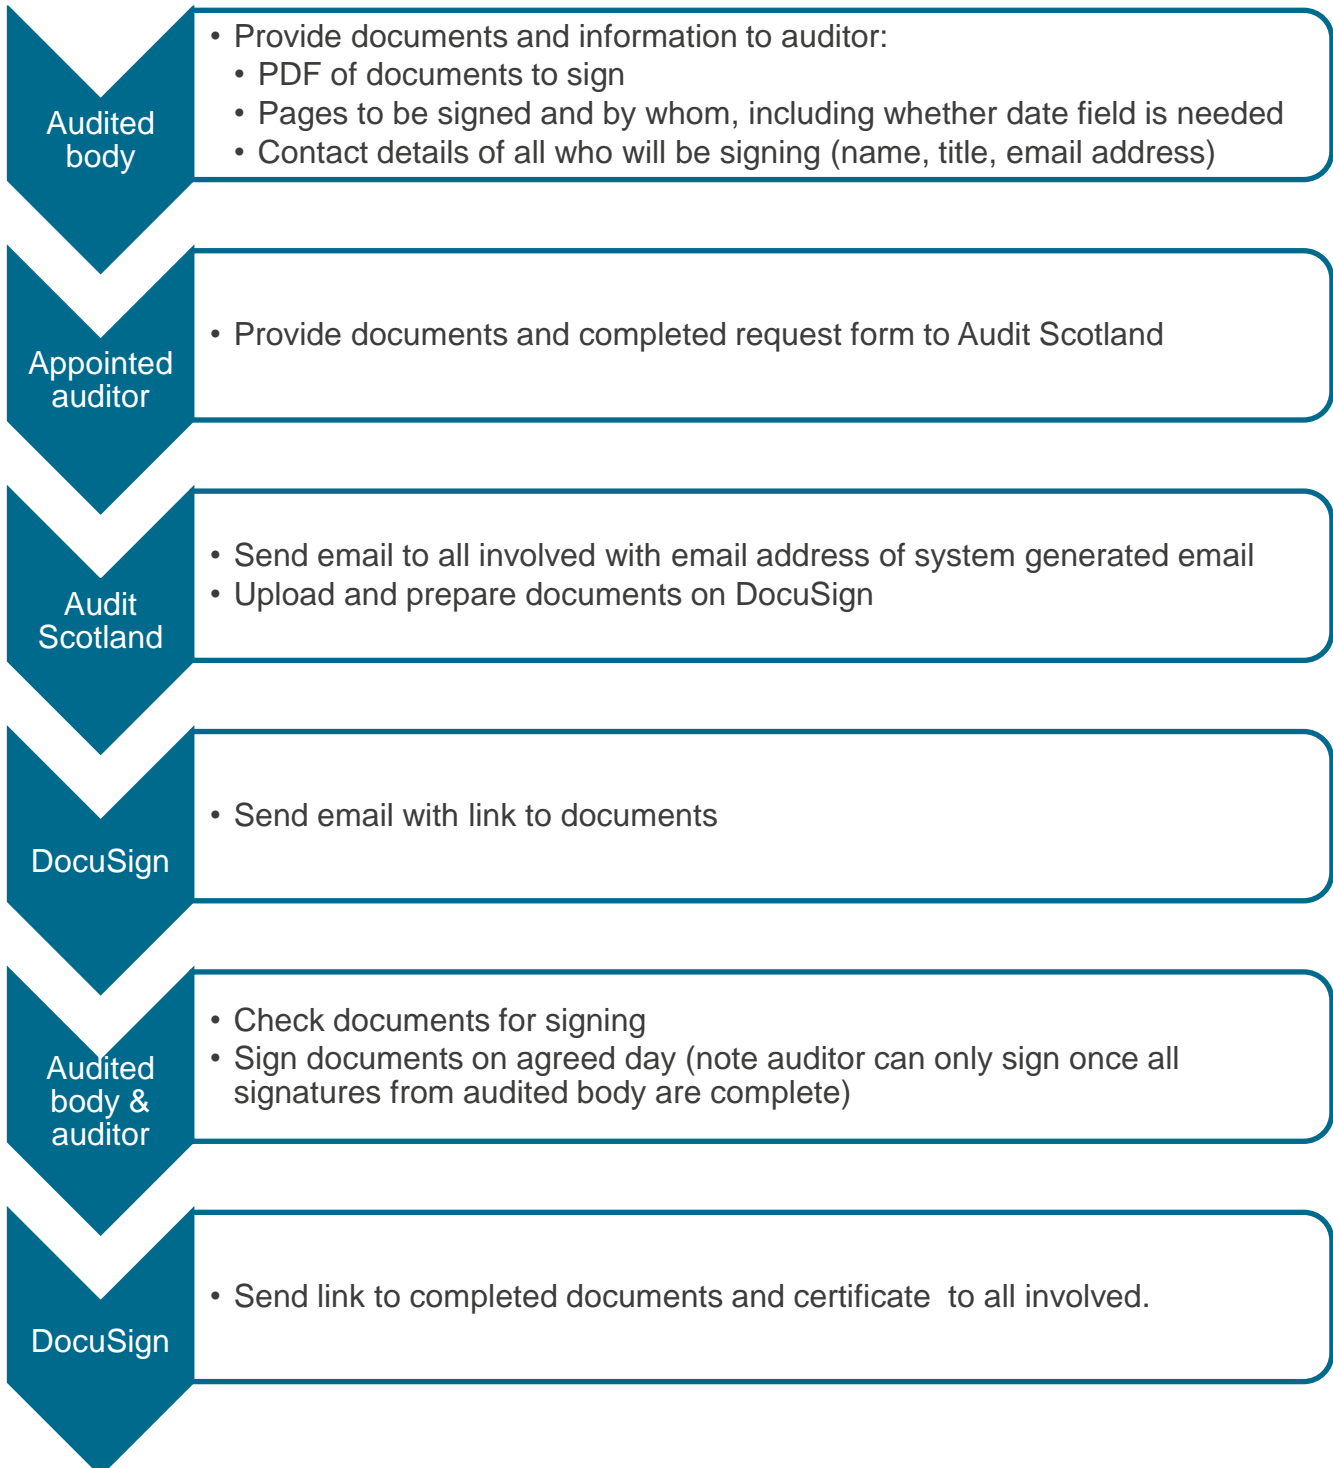 Audited
body
• Provide documents and information to auditor:
• PDF of documents to sign
• Pages to be signed and by whom, including whether date field is needed
• Contact details of all who will be signing (name, title, email address)
Appointed
auditor
• Provide documents and completed request form to Audit Scotland
Audit
Scotland
• Send email to all involved with email address of system generated email
• Upload and prepare documents on DocuSign
DocuSign
• Send email with link to documents
Audited
body &
auditor
• Check documents for signing
• Sign documents on agreed day (note auditor can only sign once all
signatures from audited body are complete)
DocuSign
• Send link to completed documents and certificate  to all involved.